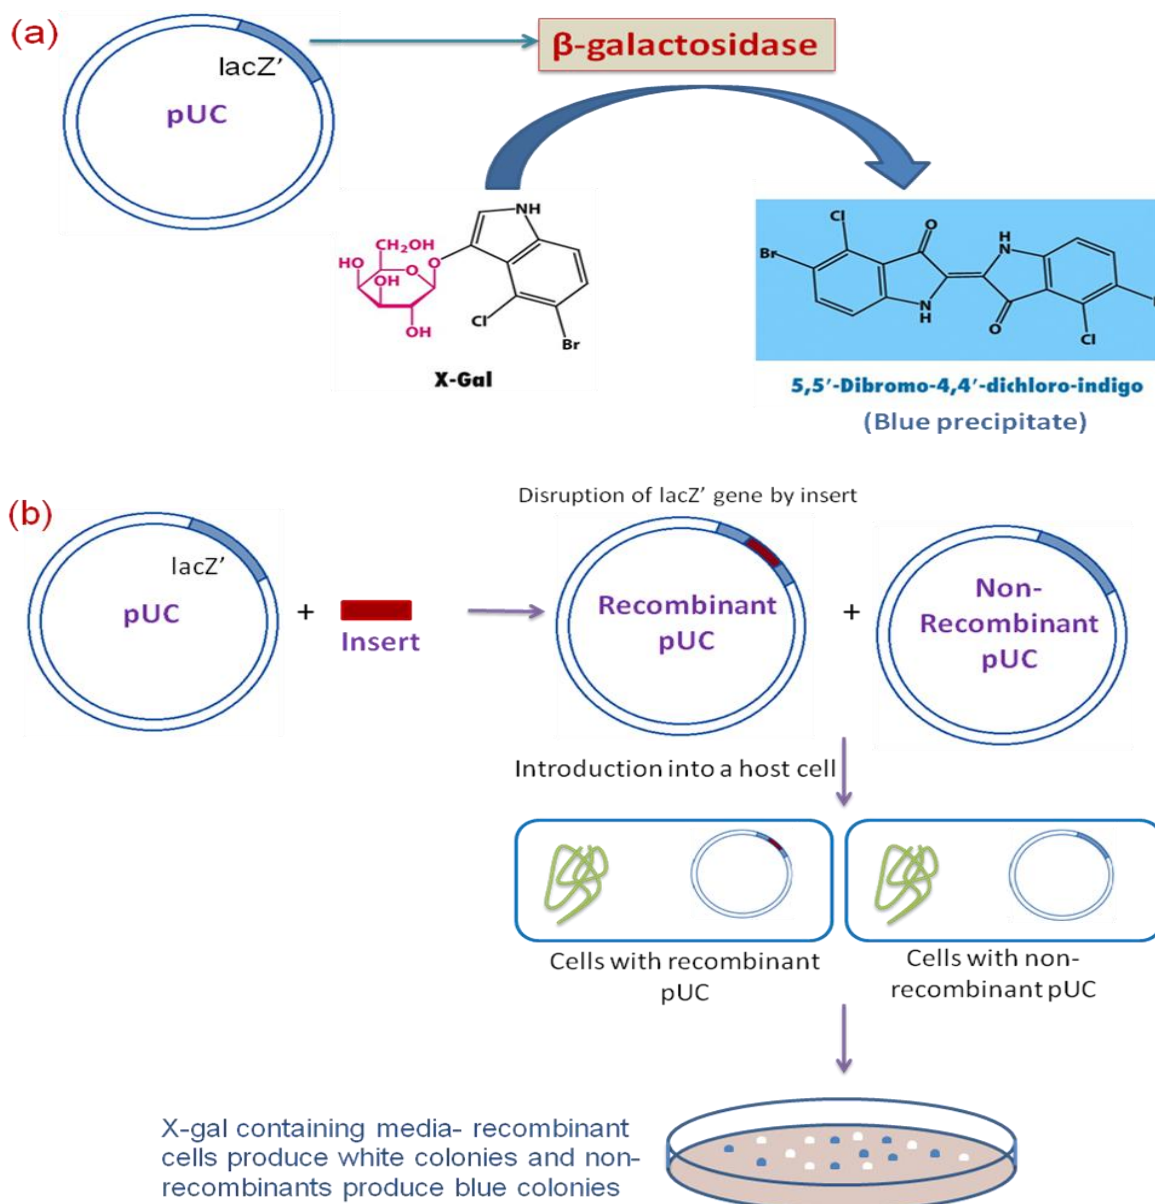 (a)
lacZ’
pUC
β-galactosidase
NH
CH₂OH
HO
O
O
OH
OH
Cl
Br
X-Gal
Cl
O
H
N
Br
N
H
O
Cl
5,5′-Dibromo-4,4′-dichloro-indigo
(Blue precipitate)
(b)
lacZ’
pUC
+
Insert
Disruption of lacZ’ gene by insert
Recombinant
pUC
+
Non-
Recombinant
pUC
Introduction into a host cell
Cells with recombinant
pUC
Cells with non-
recombinant pUC
X-gal containing media- recombinant
cells produce white colonies and non-
recombinants produce blue colonies